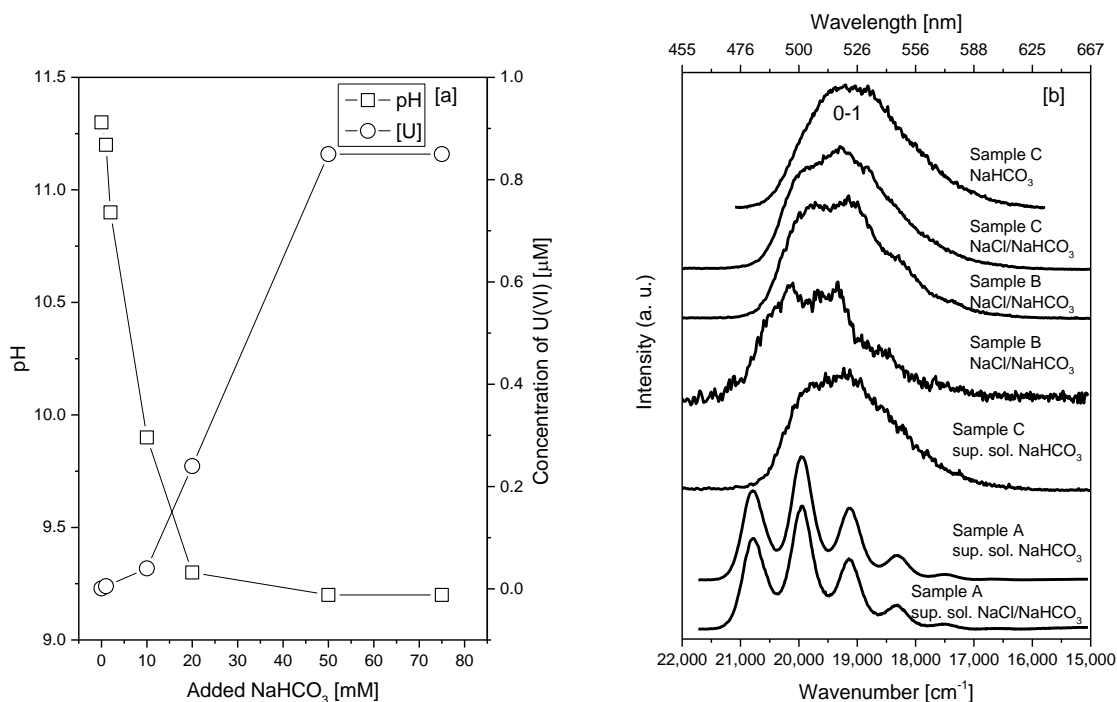 11.5
11.0
10.5
10.0
9.5
9.0
pH
0 10 20 30 40 50 60 70 80
Added NaHCO3 [mM]
1.0
0.8
0.6
0.4
0.2
0.0
Concentration of U(VI) [µM]
pH
[U]
[a]
Wavelength [nm]
455 476 500 526 556 588 625 667
[b]
0-1
Sample C
NaHCO3
Sample C
NaCl/NaHCO3
Sample B
NaCl/NaHCO3
Sample B
NaCl/NaHCO3
Sample C
sup. sol. NaHCO3
Sample A
sup. sol. NaHCO3
Sample A
sup. sol. NaCl/NaHCO3
Intensity (a. u.)
22,000 21,000 20,000 19,000 18,000 17,000 16,000 15,000
Wavenumber [cm-1]